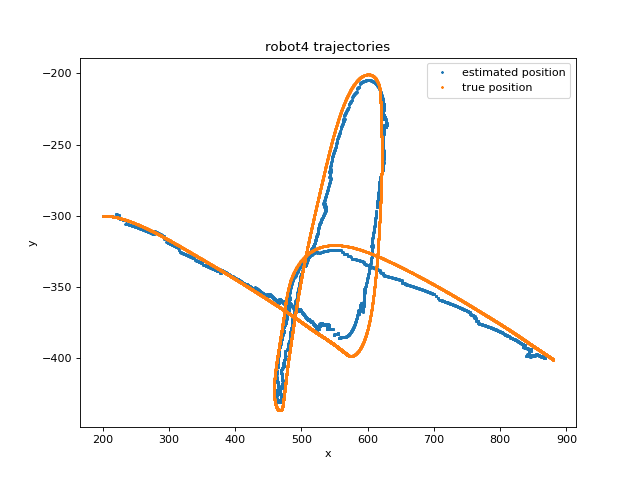 robot4 trajectories
estimated position
true position
−200
−250
−300
−350
−400
y
200
300
400
500
600
700
800
900
x